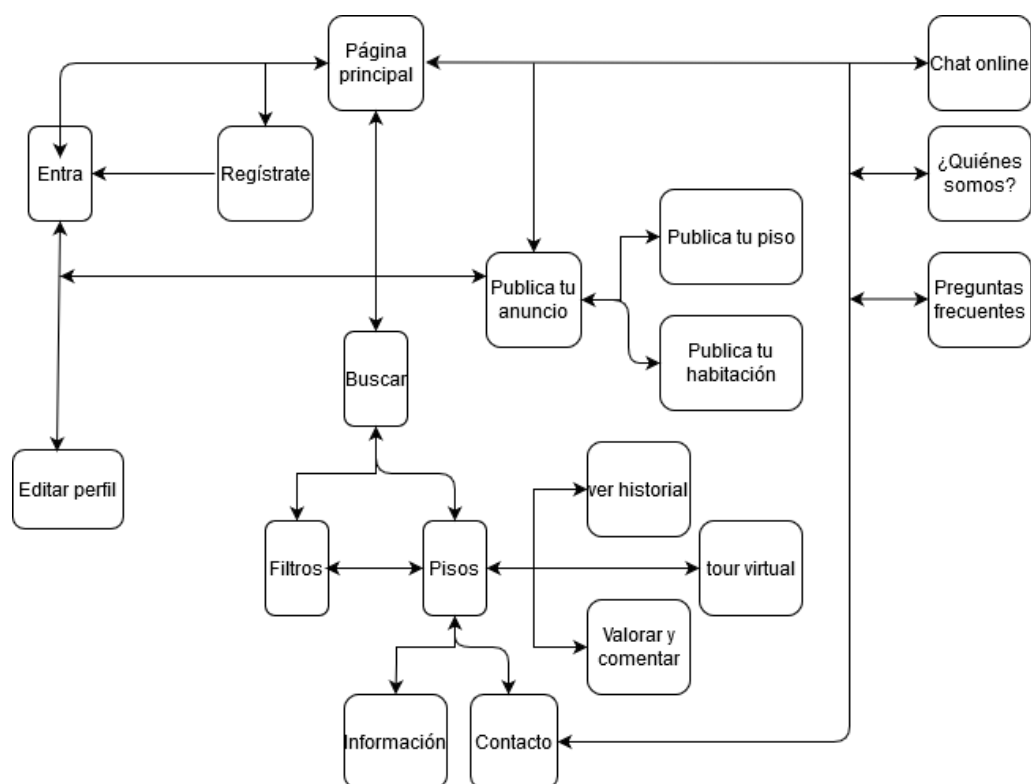 Página
principal
Chat online
Entra
Regístrate
¿Quiénes
somos?
Publica tu piso
Publica tu
anuncio
Preguntas
frecuentes
Publica tu
habitación
Buscar
Editar perfil
ver historial
Filtros
Pisos
tour virtual
Valorar y
comentar
Información
Contacto